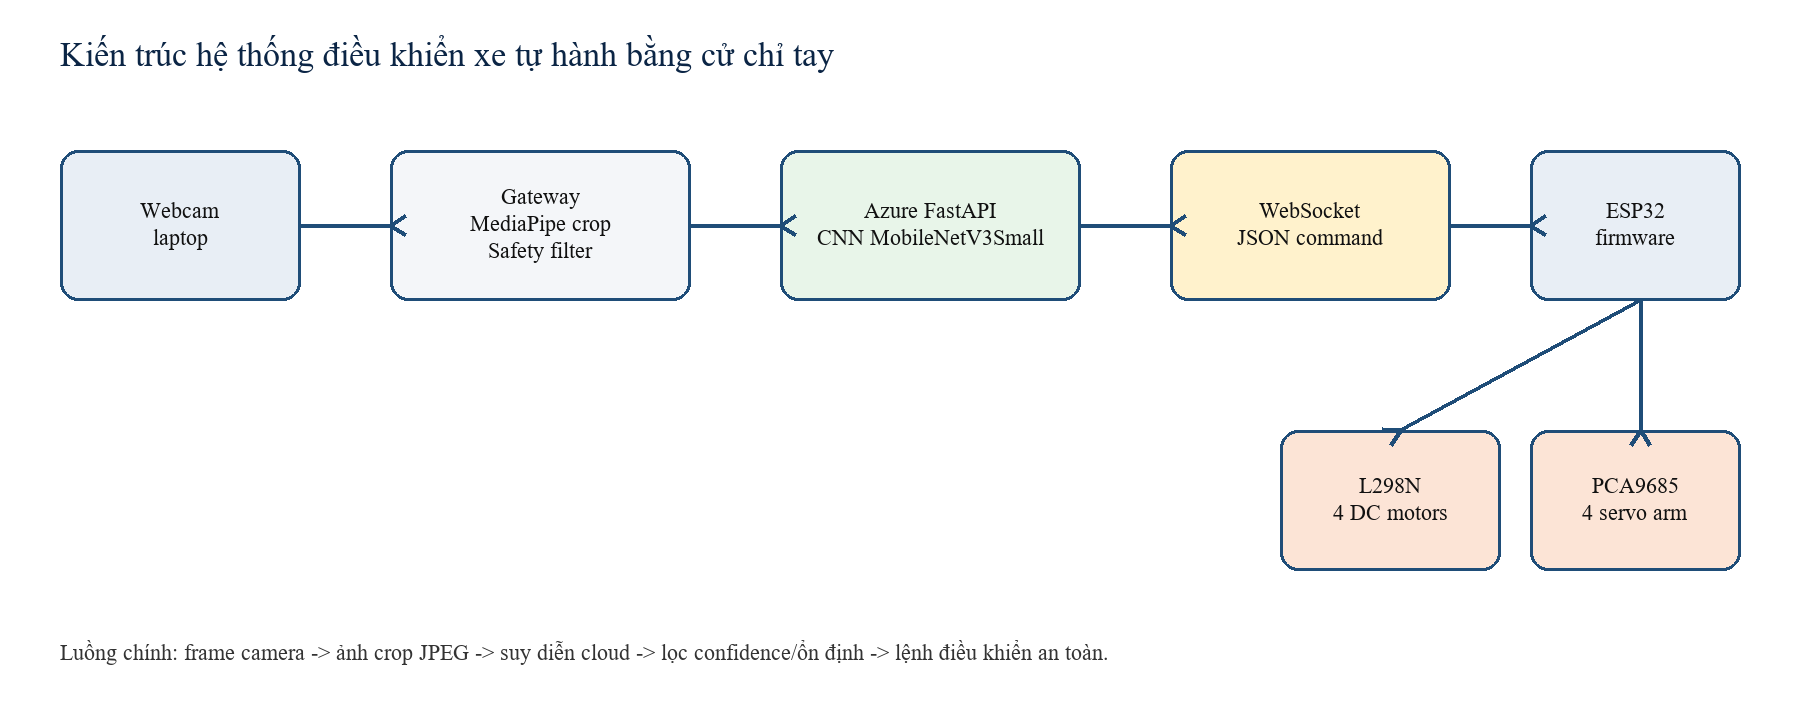 Kiến trúc hệ thống điều khiển xe tự hành bằng cử chỉ tay
Webcam
laptop
Gateway
MediaPipe crop
Safety filter
Azure FastAPI
CNN MobileNetV3Small
WebSocket
JSON command
ESP32
firmware
L298N
4 DC motors
PCA9685
4 servo arm
Luồng chính: frame camera -> ảnh crop JPEG -> suy diễn cloud -> lọc confidence/ổn định -> lệnh điều khiển an toàn.